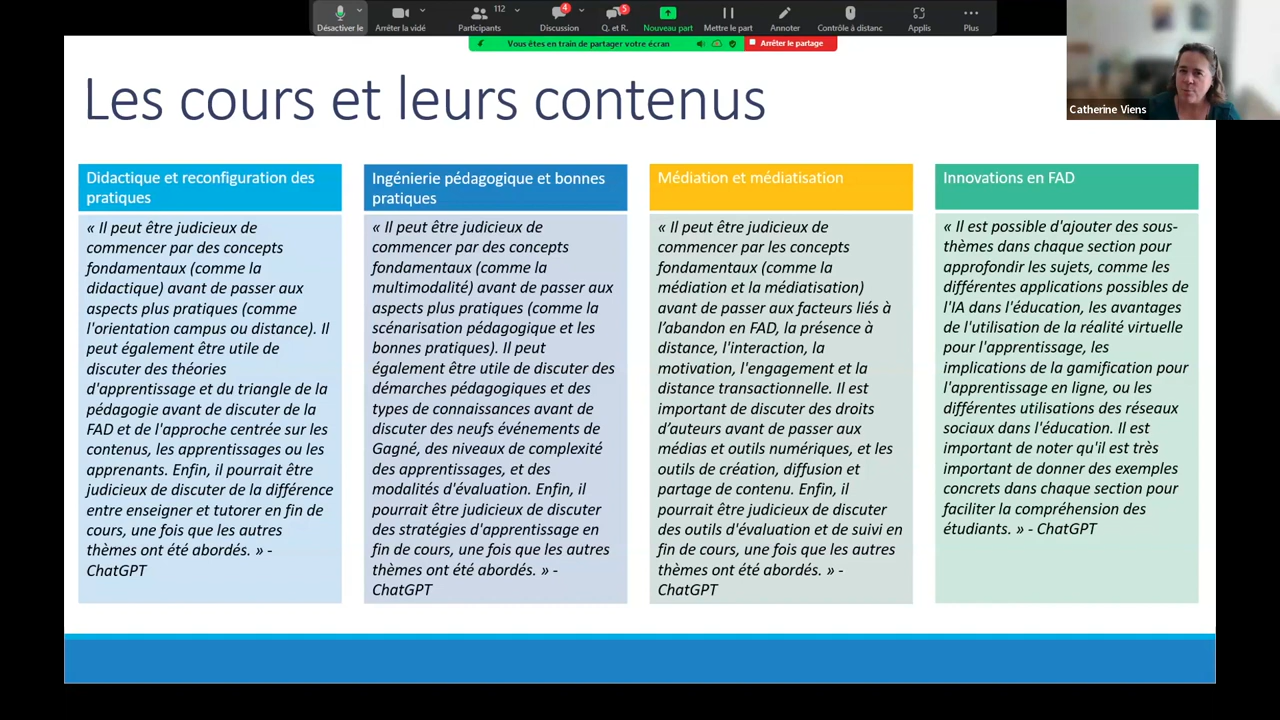 112
4
5
Désactiver le
Arrêter la vidé
Participants
Discussion
Q. et R.
Nouveau part
Mettre le part
Annoter
Contrôle à distanc
Applis
Plus
Vous êtes en train de partager votre écran
Arrêter le partage
Catherine Viens
Les cours et leurs contenus
Didactique et reconfiguration des
pratiques
« Il peut être judicieux de
commencer par des concepts
fondamentaux (comme la
didactique) avant de passer aux
aspects plus pratiques (comme
l'orientation campus ou distance). Il
peut également être utile de
discuter des théories
d'apprentissage et du triangle de la
pédagogie avant de discuter de la
FAD et de l'approche centrée sur les
contenus, les apprentissages ou les
apprenants. Enfin, il pourrait être
judicieux de discuter de la différence
entre enseigner et tutorer en fin de
cours, une fois que les autres
thèmes ont été abordés. » -
ChatGPT
Ingénierie pédagogique et bonnes
pratiques
« Il peut être judicieux de
commencer par des concepts
fondamentaux (comme la
multimodalité) avant de passer aux
aspects plus pratiques (comme la
scénarisation pédagogique et les
bonnes pratiques). Il peut
également être utile de discuter des
démarches pédagogiques et des
types de connaissances avant de
discuter des neufs événements de
Gagné, des niveaux de complexité
des apprentissages, et des
modalités d'évaluation. Enfin, il
pourrait être judicieux de discuter
des stratégies d'apprentissage en
fin de cours, une fois que les autres
thèmes ont été abordés. » -
ChatGPT
Médiation et médiatisation
« Il peut être judicieux de
commencer par les concepts
fondamentaux (comme la
médiation et la médiatisation)
avant de passer aux facteurs liés à
l’abandon en FAD, la présence à
distance, l'interaction, la
motivation, l'engagement et la
distance transactionnelle. Il est
important de discuter des droits
d’auteurs avant de passer aux
médias et outils numériques, et les
outils de création, diffusion et
partage de contenu. Enfin, il
pourrait être judicieux de discuter
des outils d'évaluation et de suivi en
fin de cours, une fois que les autres
thèmes ont été abordés. » -
ChatGPT
Innovations en FAD
« Il est possible d'ajouter des sous-
thèmes dans chaque section pour
approfondir les sujets, comme les
différentes applications possibles de
l'IA dans l'éducation, les avantages
de l'utilisation de la réalité virtuelle
pour l'apprentissage, les
implications de la gamification pour
l'apprentissage en ligne, ou les
différentes utilisations des réseaux
sociaux dans l'éducation. Il est
important de noter qu'il est très
important de donner des exemples
concrets dans chaque section pour
faciliter la compréhension des
étudiants. » - ChatGPT